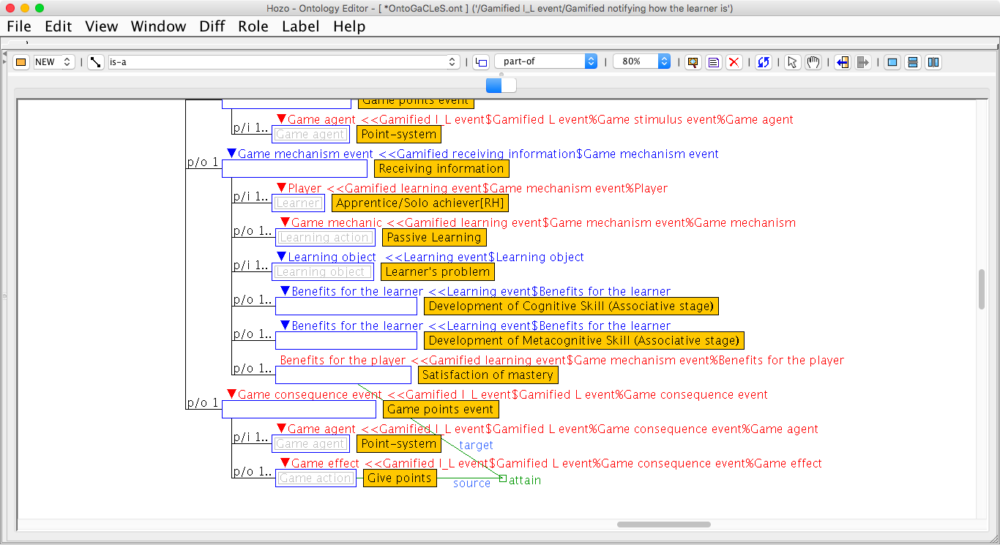 Hozo - Ontology Editor - [ *OntoGaCLeS.ont ] ('/Gamified I_L event/Gamified notifying how the learner is')
File Edit View Window Diff Role Label Help
NEW is-a part-of 80%
Game points event
Game agent <<Gamified I_L event$Gamified L event%Game stimulus event%Game agent
p/i 1.. Game agent Point-system
Game mechanism event <<Gamified receiving information$Game mechanism event
p/o 1 Receiving information
Player <<Gamified learning event$Game mechanism event%Player
p/i 1.. Learner Apprentice/Solo achiever[RH]
Game mechanic <<Gamified learning event$Game mechanism event%Game mechanism
p/o 1.. Learning action Passive Learning
Learning object <<Learning event$Learning object
p/i 1.. Learning object Learner's problem
Benefits for the learner <<Learning event$Benefits for the learner
p/o 1.. Development of Cognitive Skill (Associative stage)
Benefits for the learner <<Learning event$Benefits for the learner
p/o 1.. Development of Metacognitive Skill (Associative stage)
Benefits for the player <<Gamified learning event$Game mechanism event%Benefits for the player
p/o 1.. Satisfaction of mastery
Game consequence event <<Gamified I_L event$Gamified L event%Game consequence event
p/o 1 Game points event
Game agent <<Gamified I_L event$Gamified L event%Game consequence event%Game agent
p/i 1.. Game agent Point-system target
Game effect <<Gamified I_L event$Gamified L event%Game consequence event%Game effect
p/o 1.. Game action Give points source attain